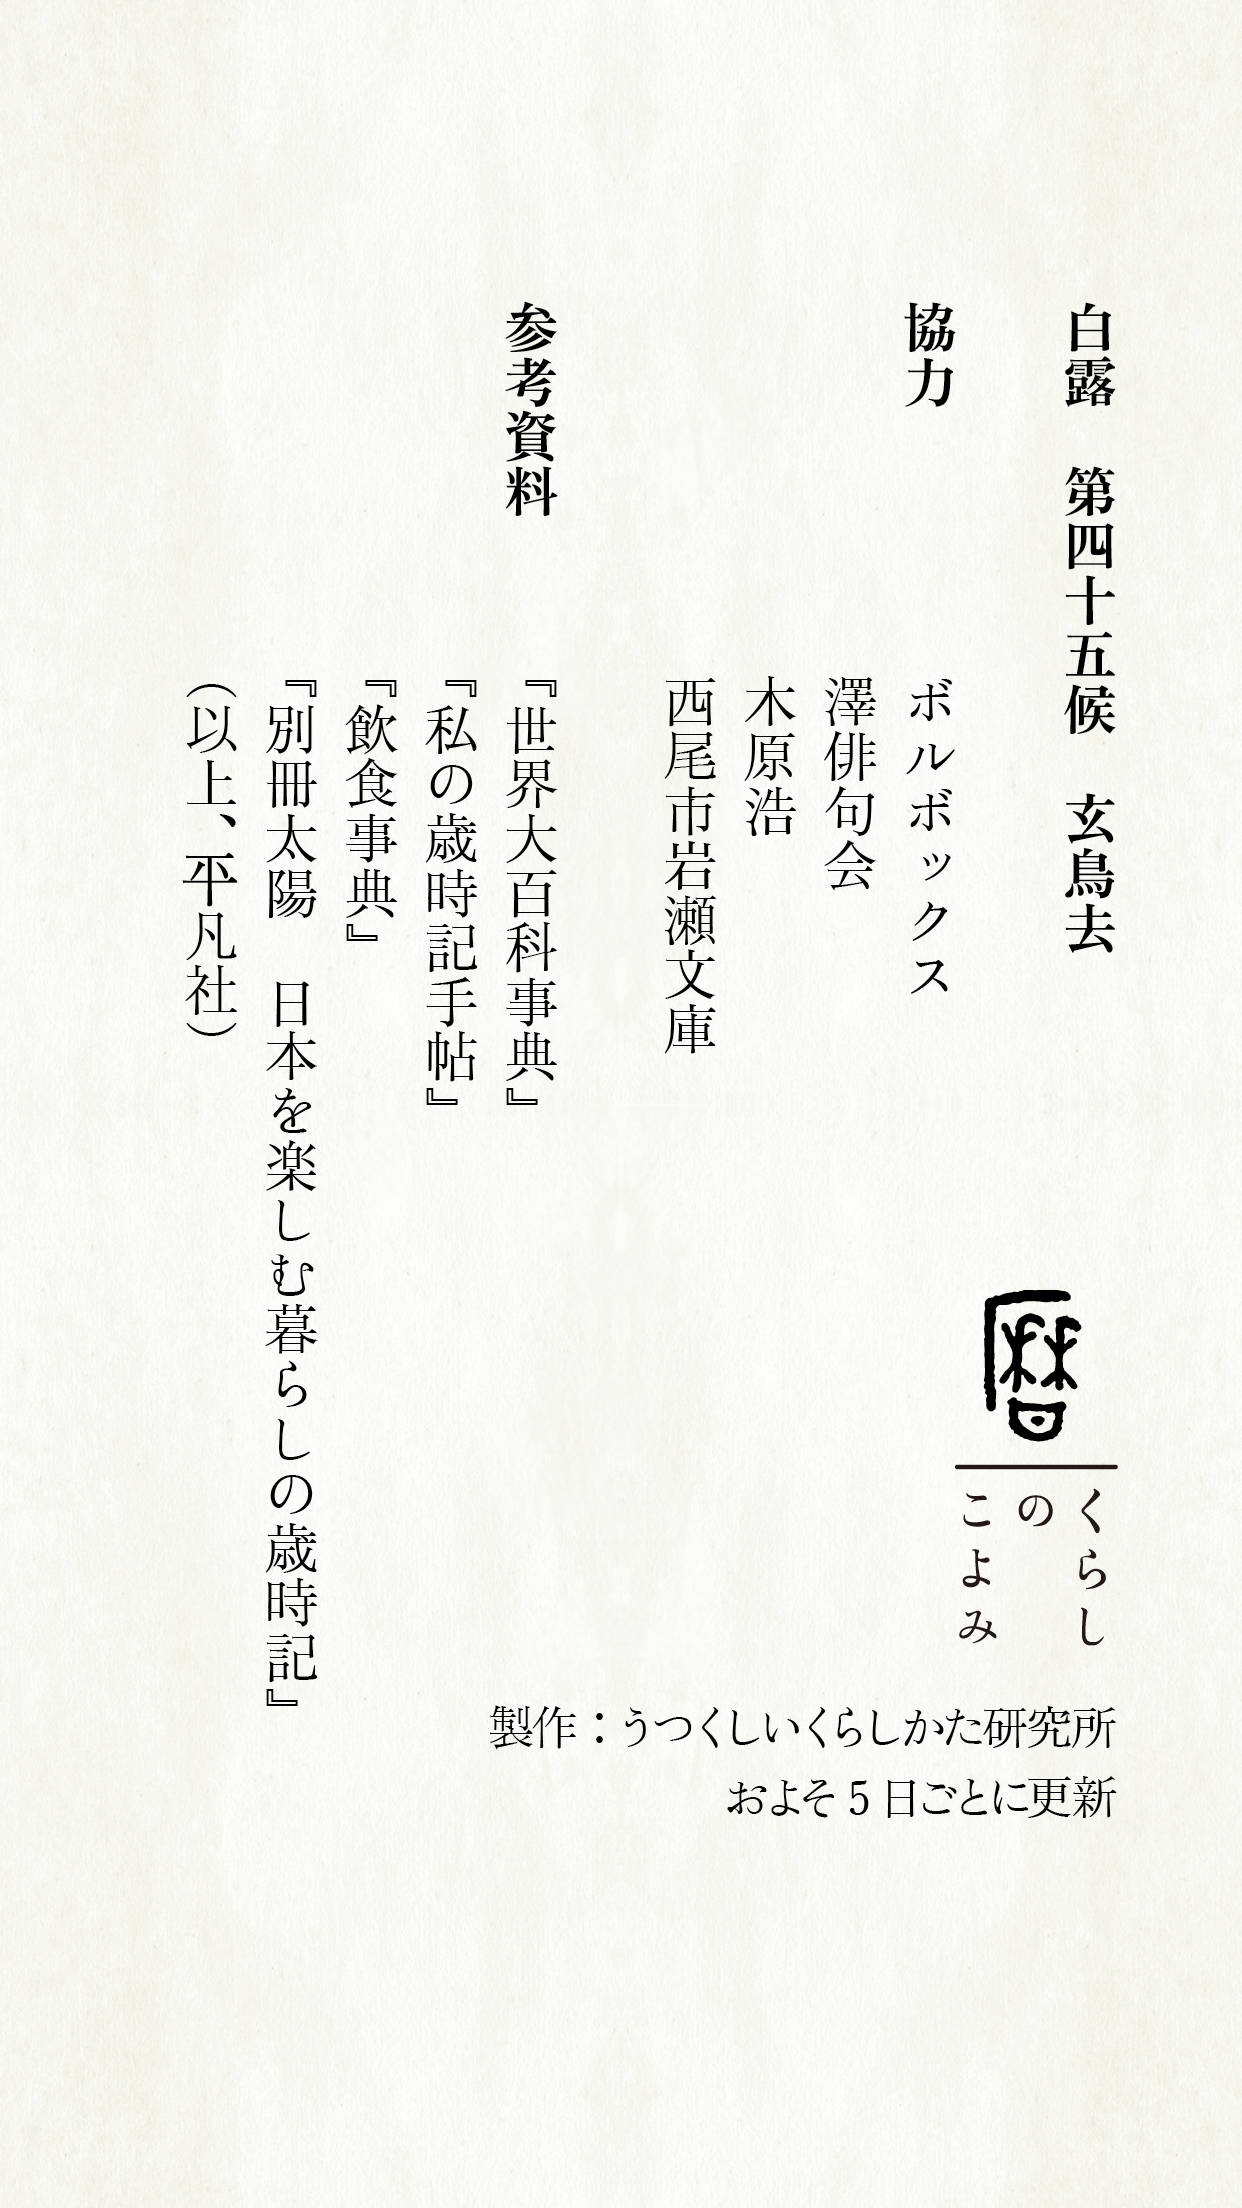 白露　第四十五候　玄鳥去
協力
ボルボックス
澤俳句会
木原浩
西尾市岩瀬文庫
参考資料
『世界大百科事典』
『私の歳時記手帖』
『飲食事典』
『別冊太陽　日本を楽しむ暮らしの歳時記』
（以上、平凡社）
暦
くらし
の
こよみ
製作：うつくしいくらしかた研究所
およそ 5 日ごとに更新